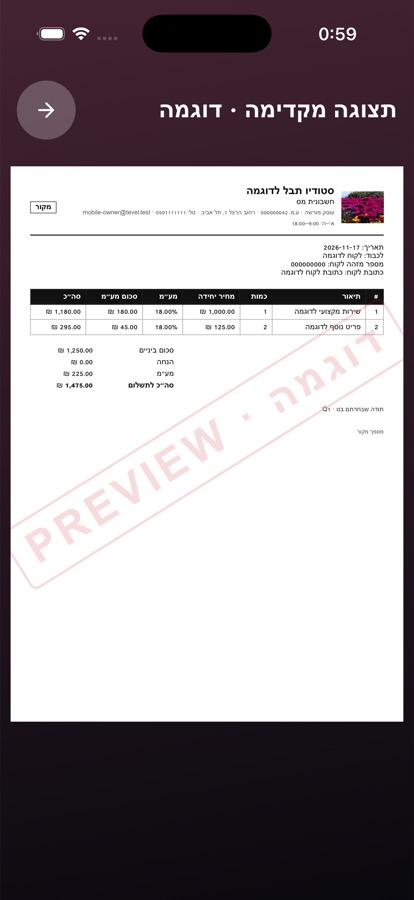 0:59
תצוגה מקדימה · דוגמה
סטודיו תבל לדוגמה
חשבונית מס
עוסק מורשה · ע.מ. 000000042 · רחוב הרצל 1, תל אביב · טל׳ 0501111111 · mobile-owner@tevel.test
א׳–ה׳ 9:00–18:00
מקור
תאריך: 2026-11-17
לכבוד: לקוח לדוגמה
מספר מזהה לקוח: 000000000
כתובת לקוח: כתובת לקוח לדוגמה
# תיאור כמות מחיר יחידה מע״מ סכום מע״מ סה״כ
1 שירות מקצועי לדוגמה 1 1,000.00 ₪ 18.00% 180.00 ₪ 1,180.00 ₪
2 פריט נוסף לדוגמה 2 125.00 ₪ 18.00% 45.00 ₪ 295.00 ₪
סכום ביניים 1,250.00 ₪
הנחה 0.00 ₪
מע״מ 225.00 ₪
סה״כ לתשלום 1,475.00 ₪
תודה שבחרתם בנו · Q1
מסמך מקור
PREVIEW · דוגמה